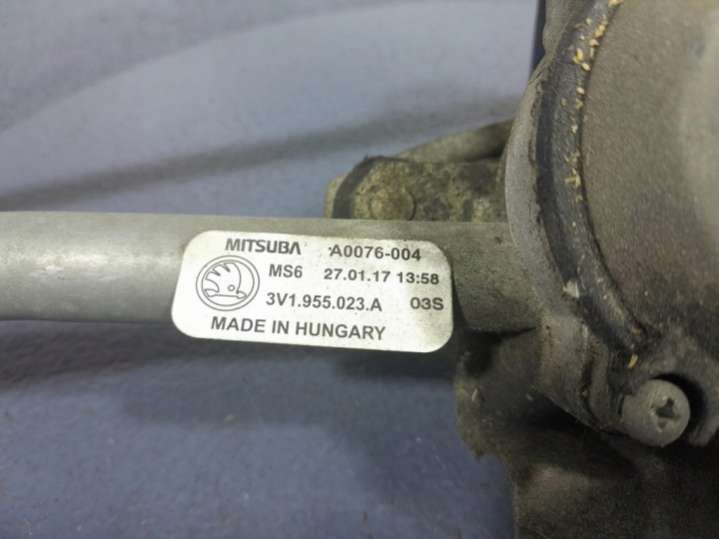 MITSUBA A0076-004
MS6 27.01.17 13:58
3V1.955.023.A 03S
MADE IN HUNGARY